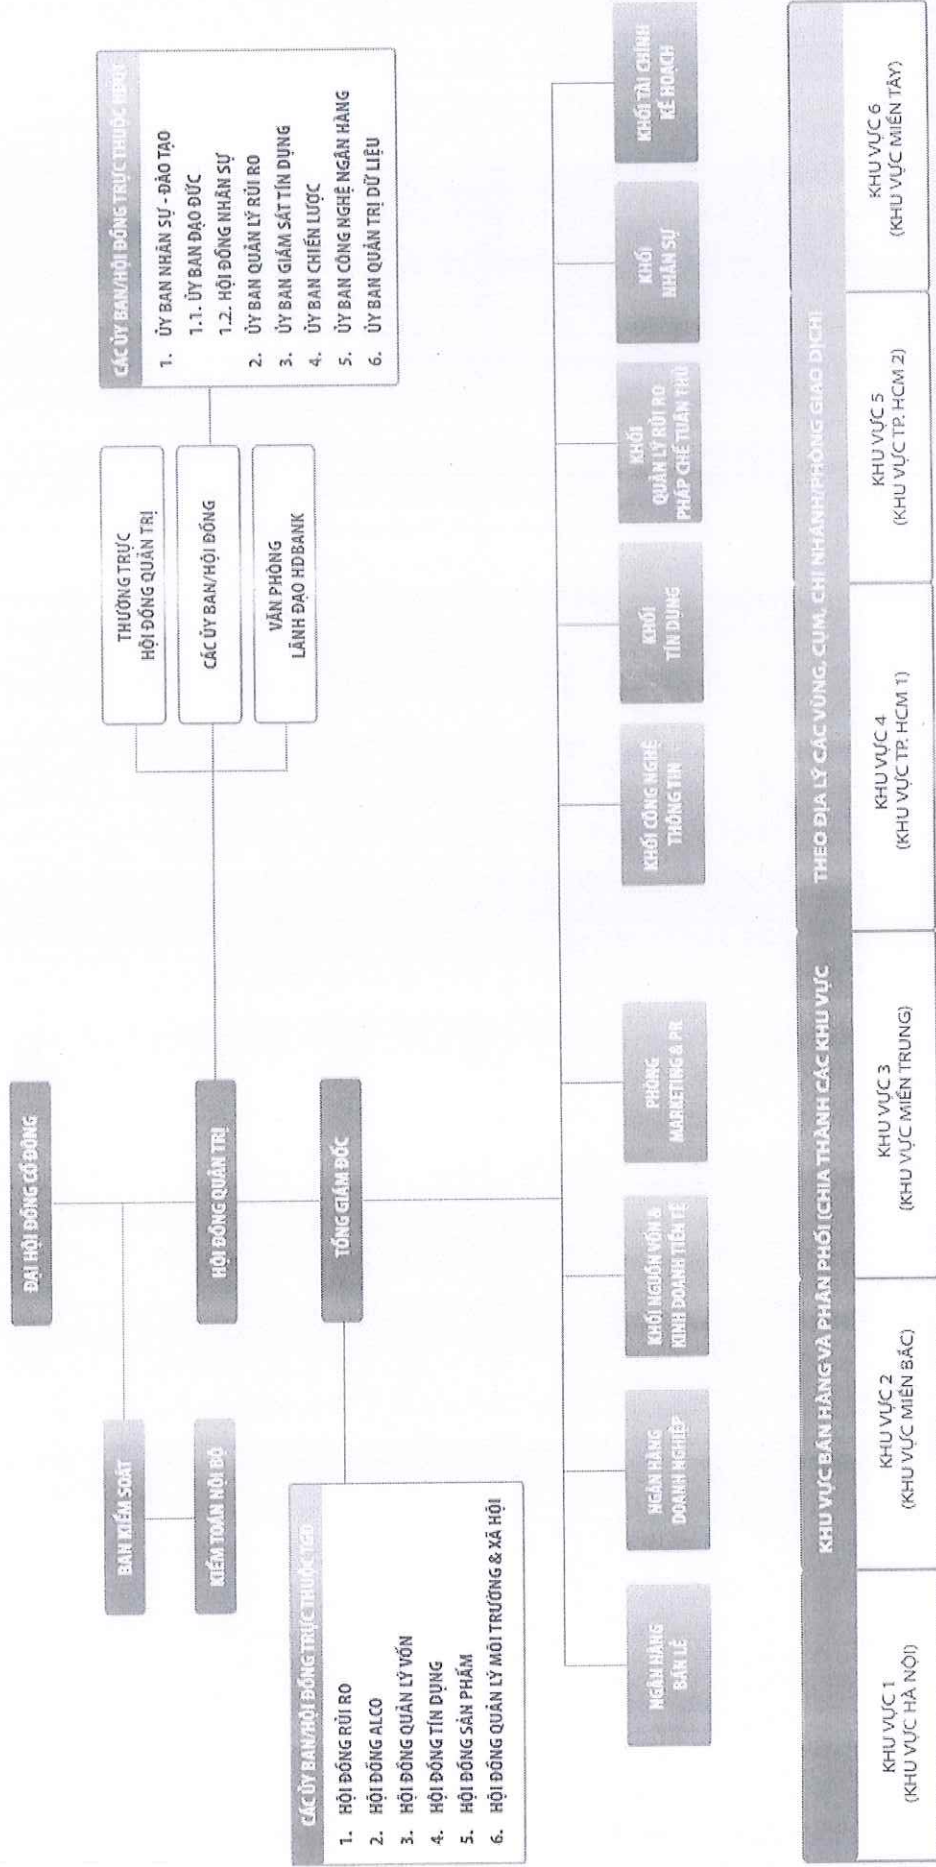 ĐẠI HỘI ĐỒNG CỔ ĐÔNG
BAN KIỂM SOÁT
KIỂM TOÁN NỘI BỘ
HỘI ĐỒNG QUẢN TRỊ
THƯỜNG TRỰC
HỘI ĐỒNG QUẢN TRỊ
CÁC ỦY BAN/HỘI ĐỒNG
VĂN PHÒNG
LÃNH ĐẠO HDBANK
CÁC ỦY BAN/HỘI ĐỒNG TRỰC THUỘC HĐQT
1. ỦY BAN NHÂN SỰ - ĐÀO TẠO
1.1. ỦY BAN ĐẠO ĐỨC
1.2. HỘI ĐỒNG NHÂN SỰ
2. ỦY BAN QUẢN LÝ RỦI RO
3. ỦY BAN GIÁM SÁT TÍN DỤNG
4. ỦY BAN CHIẾN LƯỢC
5. ỦY BAN CÔNG NGHỆ NGÂN HÀNG
6. ỦY BAN QUẢN TRỊ DỮ LIỆU
TỔNG GIÁM ĐỐC
CÁC ỦY BAN/HỘI ĐỒNG TRỰC THUỘC TGĐ
1. HỘI ĐỒNG RỦI RO
2. HỘI ĐỒNG ALCO
3. HỘI ĐỒNG QUẢN LÝ VỐN
4. HỘI ĐỒNG TÍN DỤNG
5. HỘI ĐỒNG SẢN PHẨM
6. HỘI ĐỒNG QUẢN LÝ MÔI TRƯỜNG & XÃ HỘI
NGÂN HÀNG
BÁN LẺ
NGÂN HÀNG
DOANH NGHIỆP
KHỐI NGUỒN VỐN &
KINH DOANH TIỀN TỆ
PHÒNG
MARKETING & PR
KHỐI CÔNG NGHỆ
THÔNG TIN
KHỐI
TÍN DỤNG
KHỐI
QUẢN LÝ RỦI RO
PHÁP CHẾ TUÂN THỦ
KHỐI
NHÂN SỰ
KHỐI TÀI CHÍNH
KẾ HOẠCH
KHU VỰC BÁN HÀNG VÀ PHÂN PHỐI (CHIA THÀNH CÁC KHU VỰC THEO ĐỊA LÝ CÁC VÙNG, CỤM, CHI NHÁNH/PHÒNG GIAO DỊCH)
KHU VỰC 1
(KHU VỰC HÀ NỘI)
KHU VỰC 2
(KHU VỰC MIỀN BẮC)
KHU VỰC 3
(KHU VỰC MIỀN TRUNG)
KHU VỰC 4
(KHU VỰC TP. HCM 1)
KHU VỰC 5
(KHU VỰC TP. HCM 2)
KHU VỰC 6
(KHU VỰC MIỀN TÂY)